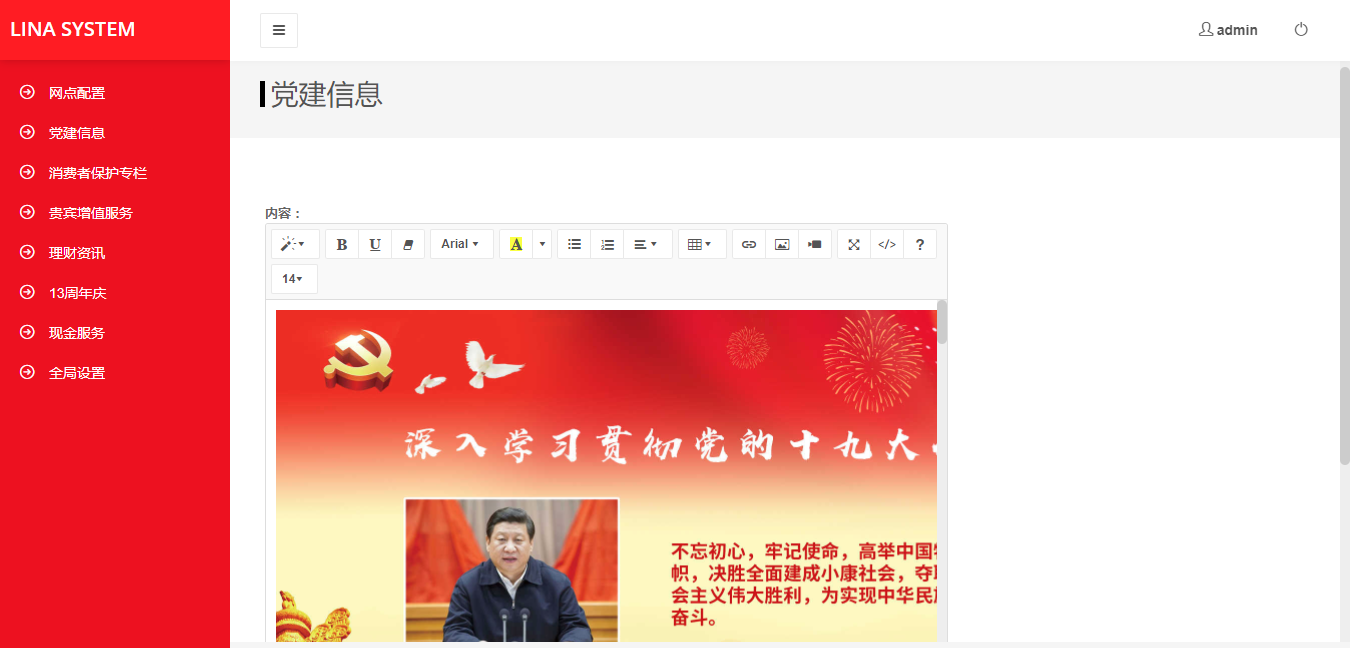 LINA SYSTEM
admin
网点配置
党建信息
消费者保护专栏
贵宾增值服务
理财资讯
13周年庆
现金服务
全局设置
党建信息
内容：
B U Arial A </> ?
14
深入学习贯彻党的十九大
不忘初心，牢记使命，高举中国
帜，决胜全面建成小康社会，夺
会主义伟大胜利，为实现中华民
奋斗。